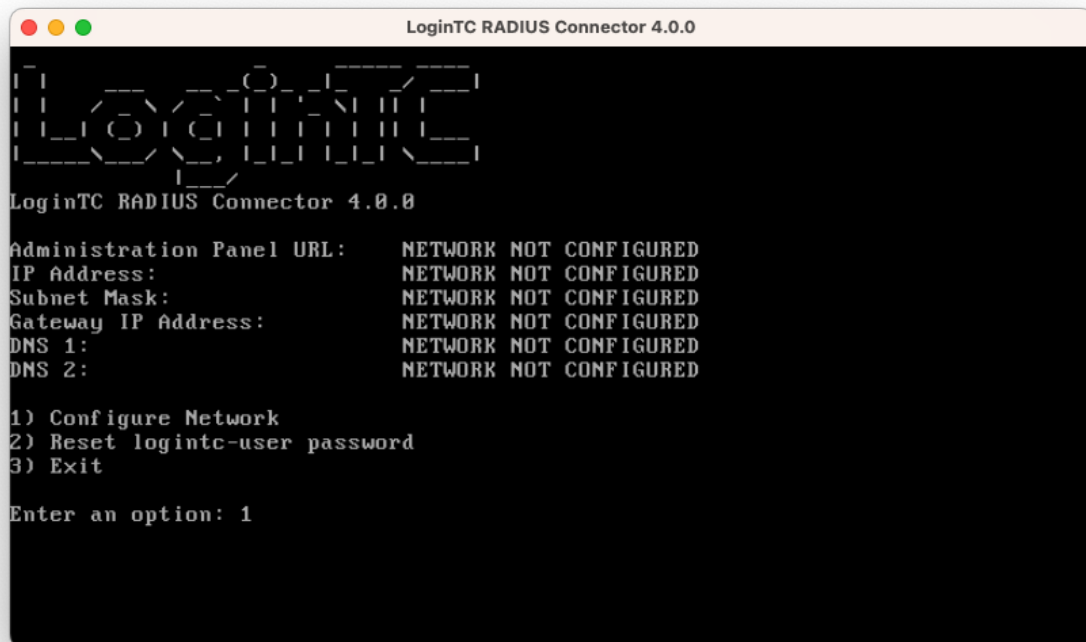 LoginTC RADIUS Connector 4.0.0
LoginTC
LoginTC RADIUS Connector 4.0.0
Administration Panel URL: NETWORK NOT CONFIGURED
IP Address: NETWORK NOT CONFIGURED
Subnet Mask: NETWORK NOT CONFIGURED
Gateway IP Address: NETWORK NOT CONFIGURED
DNS 1: NETWORK NOT CONFIGURED
DNS 2: NETWORK NOT CONFIGURED
1) Configure Network
2) Reset logintc-user password
3) Exit
Enter an option: 1